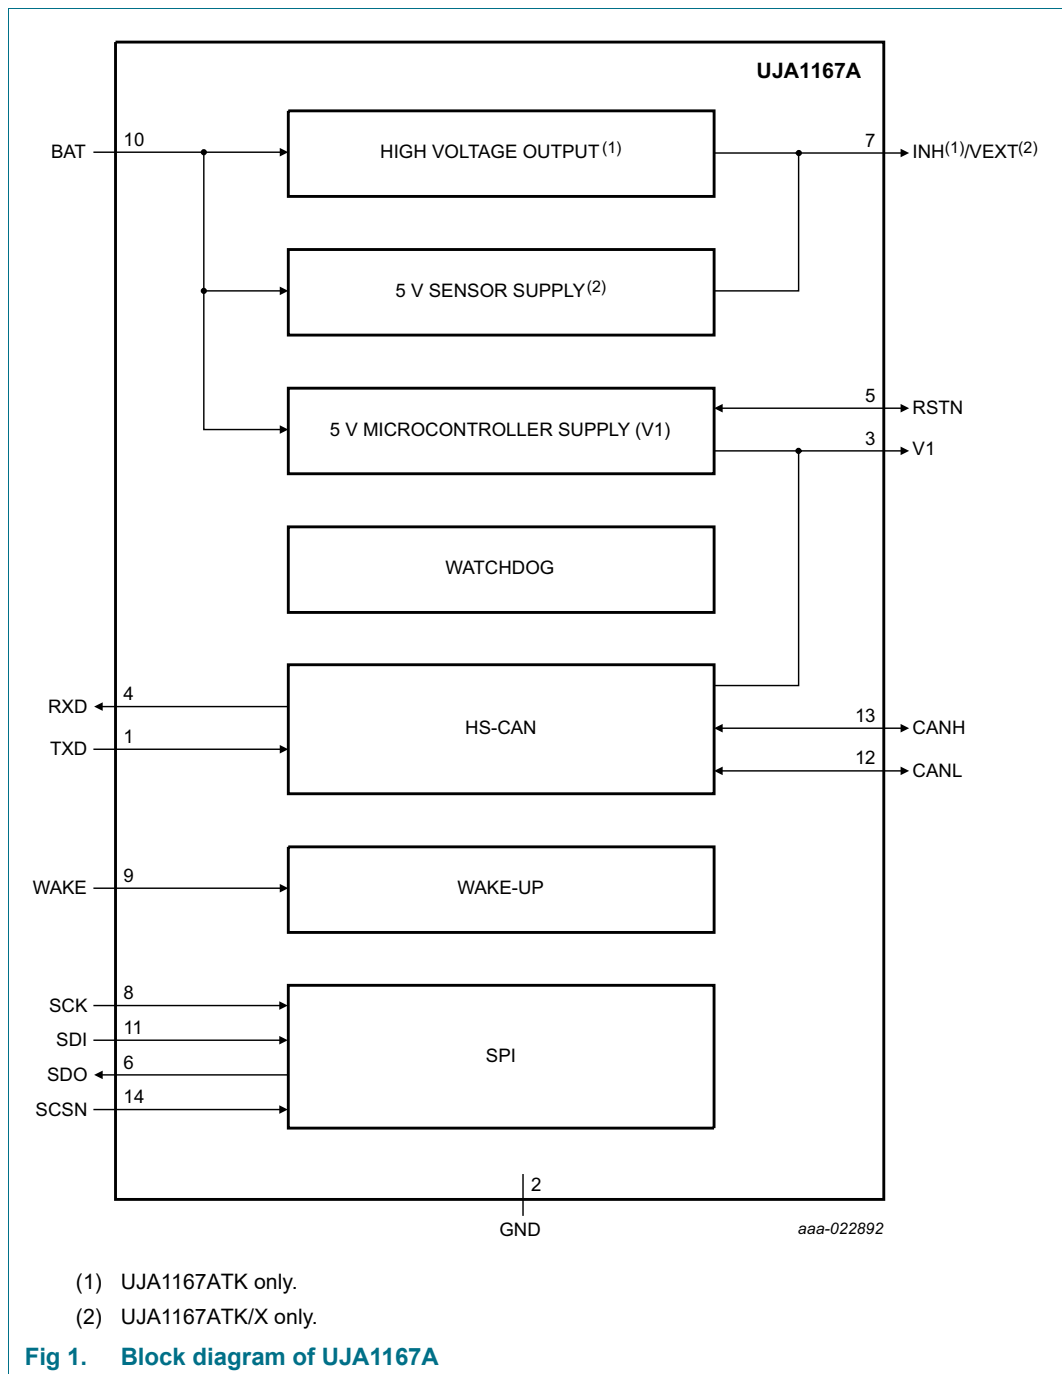 UJA1167A
BAT 10 HIGH VOLTAGE OUTPUT(1) 7 INH(1)/VEXT(2)
5 V SENSOR SUPPLY(2)
5 RSTN
5 V MICROCONTROLLER SUPPLY (V1)
3 V1
WATCHDOG
RXD 4
HS-CAN
13 CANH
TXD 1
12 CANL
WAKE 9 WAKE-UP
SCK 8
SDI 11
SPI
SDO 6
SCSN 14
2
GND
aaa-022892
(1) UJA1167ATK only.
(2) UJA1167ATK/X only.
Fig 1. Block diagram of UJA1167A